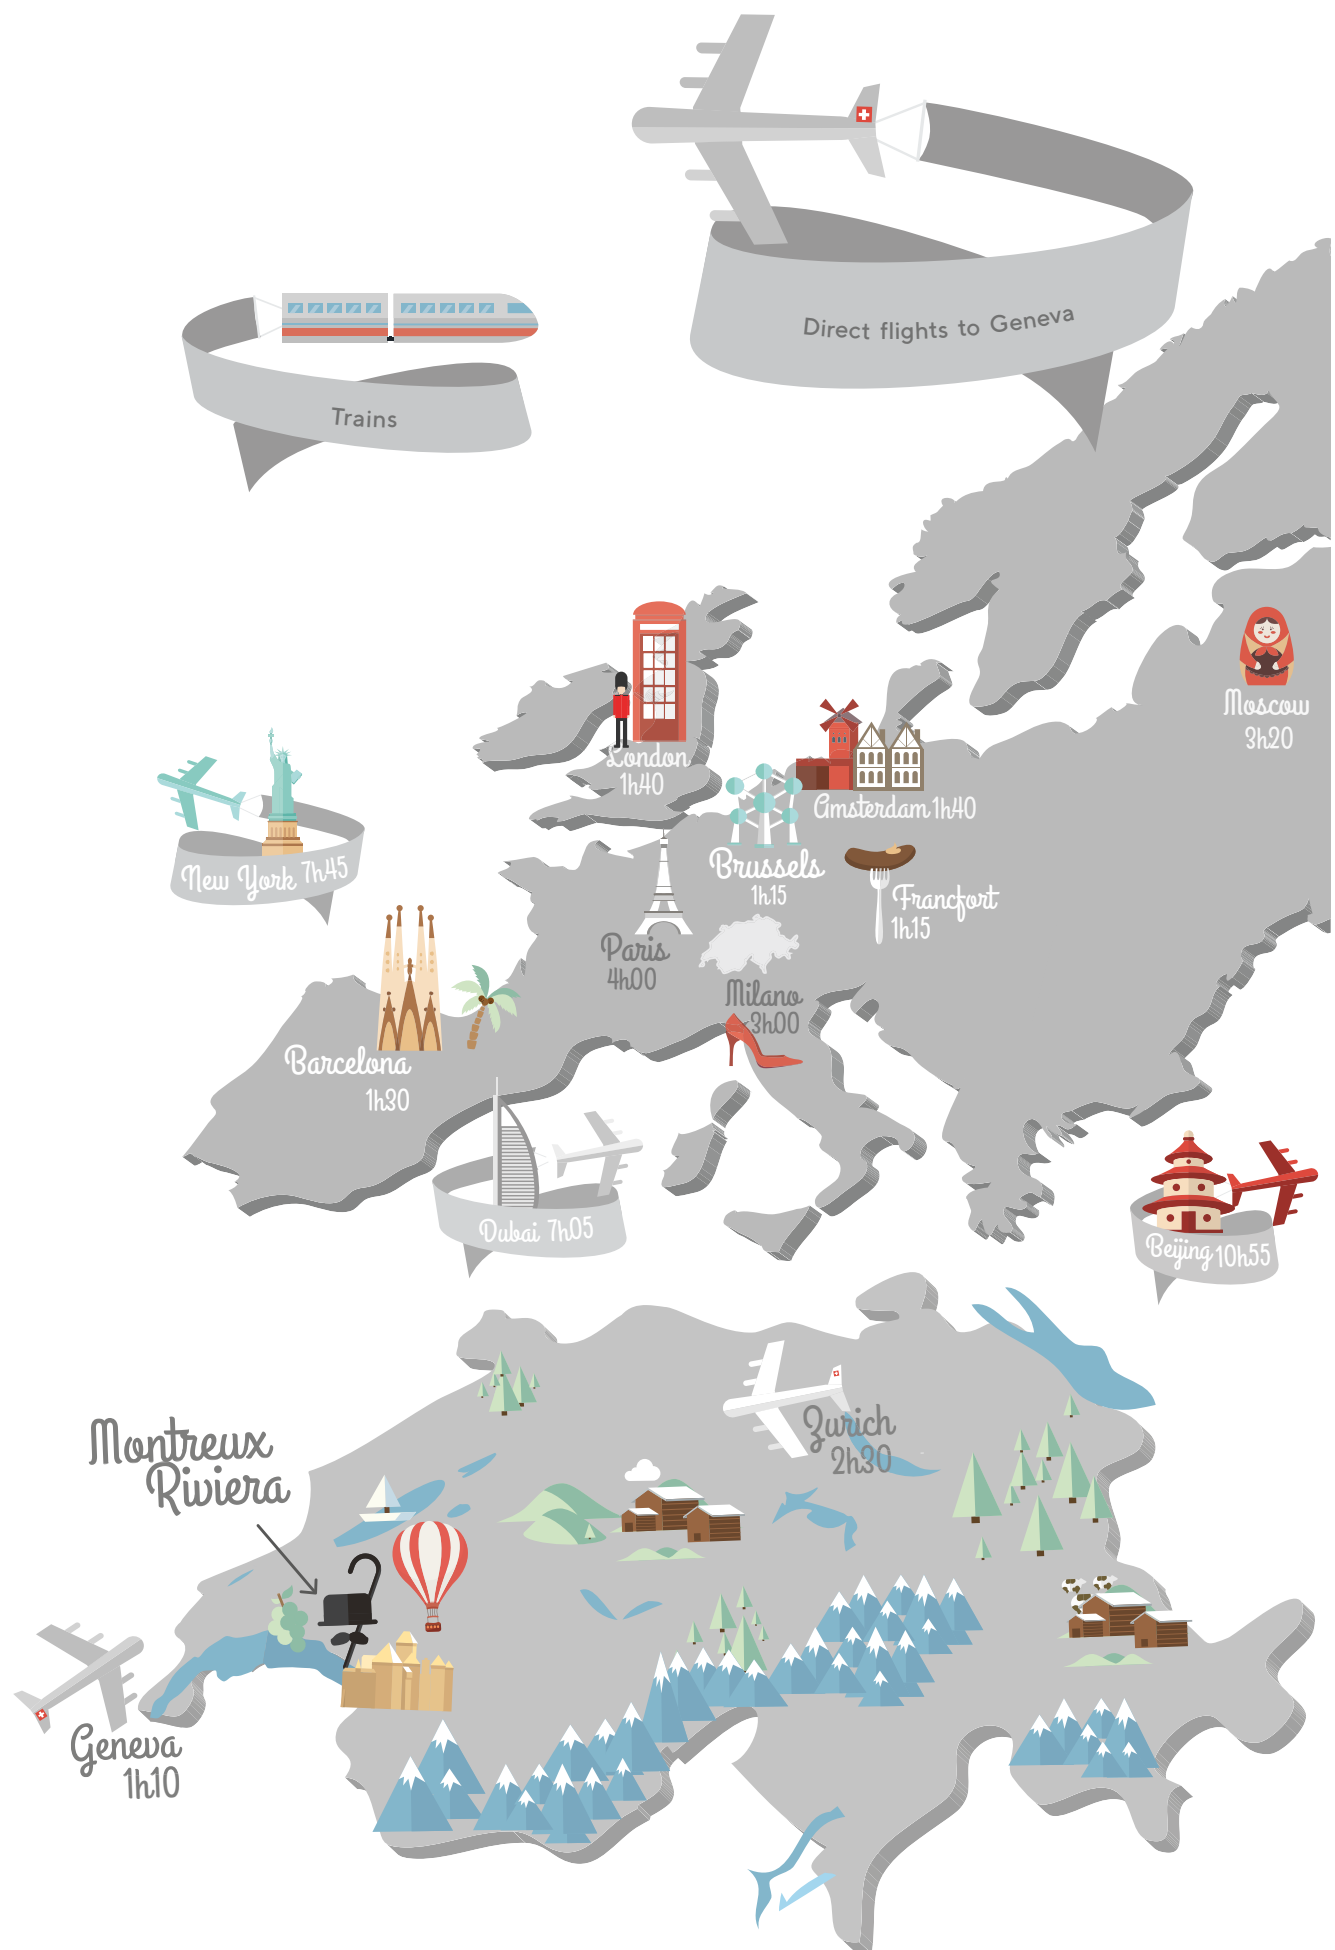 Direct flights to Geneva
Trains
Moscow
3h20
London
1h40
Amsterdam 1h40
New York 7h45
Brussels
1h15
Francfort
1h15
Paris
4h00
Milano
3h00
Barcelona
1h30
Dubai 7h05
Beijing 10h55
Montreux
Riviera
Zurich
2h30
Geneva
1h10